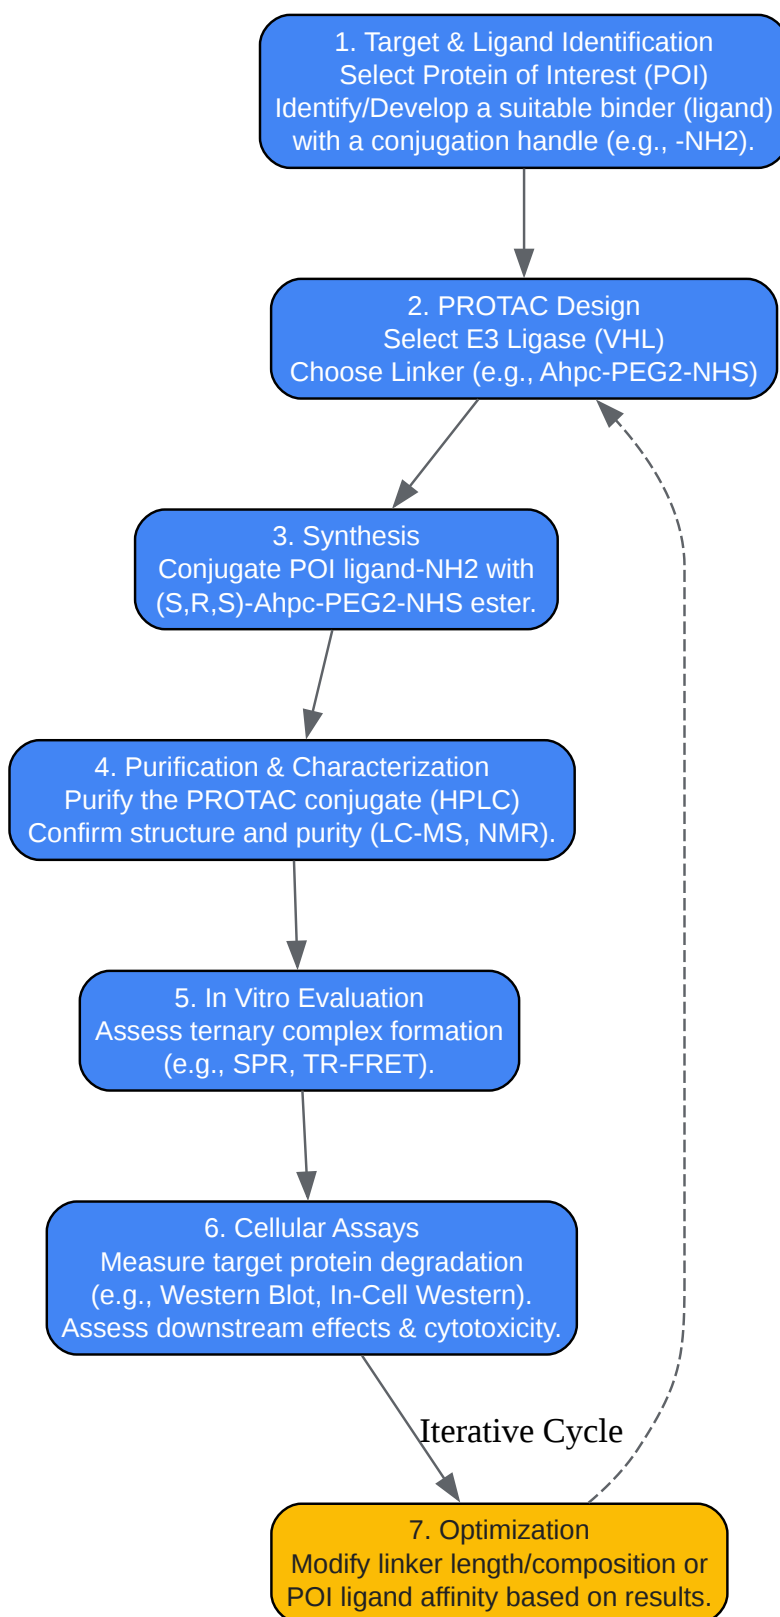 1. Target & Ligand Identification
Select Protein of Interest (POI)
Identify/Develop a suitable binder (ligand)
with a conjugation handle (e.g., -NH2).
2. PROTAC Design
Select E3 Ligase (VHL)
Choose Linker (e.g., Ahpc-PEG2-NHS)
3. Synthesis
Conjugate POI ligand-NH2 with
(S,R,S)-Ahpc-PEG2-NHS ester.
4. Purification & Characterization
Purify the PROTAC conjugate (HPLC)
Confirm structure and purity (LC-MS, NMR).
5. In Vitro Evaluation
Assess ternary complex formation
(e.g., SPR, TR-FRET).
6. Cellular Assays
Measure target protein degradation
(e.g., Western Blot, In-Cell Western).
Assess downstream effects & cytotoxicity.
Iterative Cycle
7. Optimization
Modify linker length/composition or
POI ligand affinity based on results.